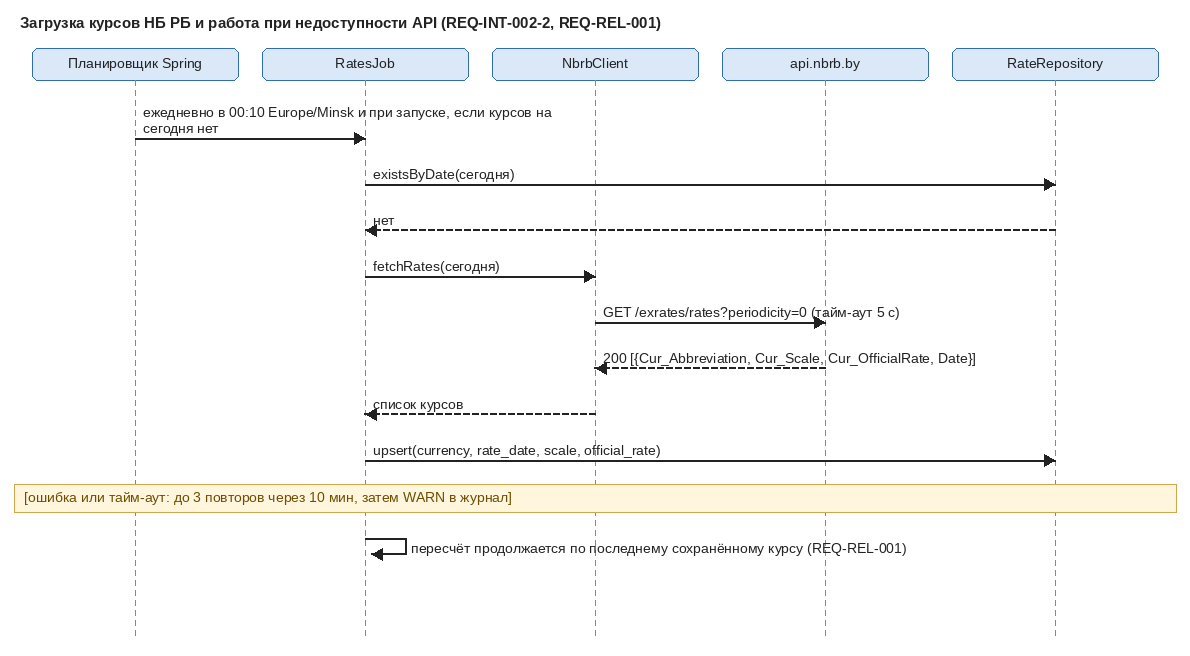 Загрузка курсов НБ РБ и работа при недоступности API (REQ-INT-002-2, REQ-REL-001)
Планировщик Spring
RatesJob
NbrbClient
api.nbrb.by
RateRepository
ежедневно в 00:10 Europe/Minsk и при запуске, если курсов на
сегодня нет
existsByDate(сегодня)
нет
fetchRates(сегодня)
GET /exrates/rates?periodicity=0 (тайм-аут 5 с)
200 [{Cur_Abbreviation, Cur_Scale, Cur_OfficialRate, Date}]
список курсов
upsert(currency, rate_date, scale, official_rate)
[ошибка или тайм-аут: до 3 повторов через 10 мин, затем WARN в журнал]
пересчёт продолжается по последнему сохранённому курсу (REQ-REL-001)